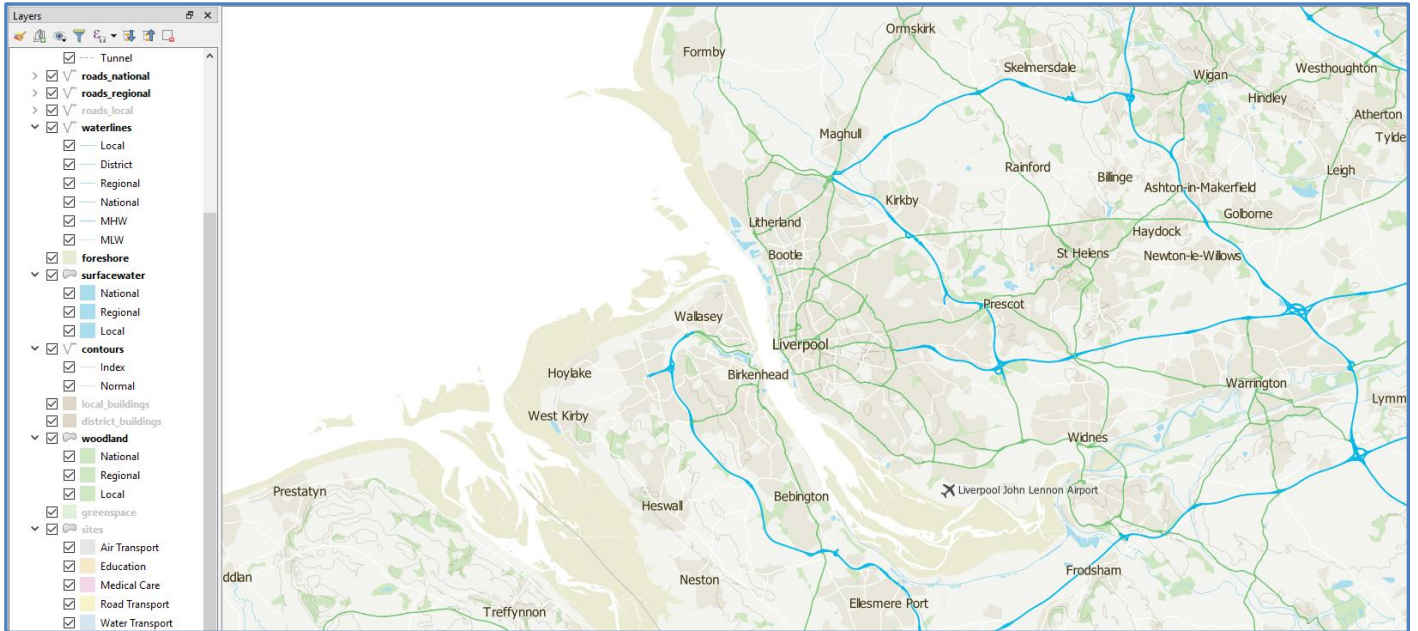 Layers
Tunnel
roads_national
roads_regional
roads_local
waterlines
Local
District
Regional
National
MHW
MLW
foreshore
surfacewater
National
Regional
Local
contours
Index
Normal
local_buildings
district_buildings
woodland
National
Regional
Local
greenspace
sites
Air Transport
Education
Medical Care
Road Transport
Water Transport
Ormskirk
Formby
Skelmersdale
Westhoughton
Wigan
Hindley
Atherton
Tylde
Maghull
Rainford
Billinge
Leigh
Ashton-in-Makerfield
Kirkby
Golborne
Litherland
Haydock
Bootle
St Helens
Newton-le-Willows
Prescot
Wallasey
Liverpool
Hoylake
Birkenhead
Warrington
Lymm
West Kirby
Widnes
Prestatyn
Liverpool John Lennon Airport
Bebington
Heswall
Frodsham
ddlan
Neston
Ellesmere Port
Treffynnon